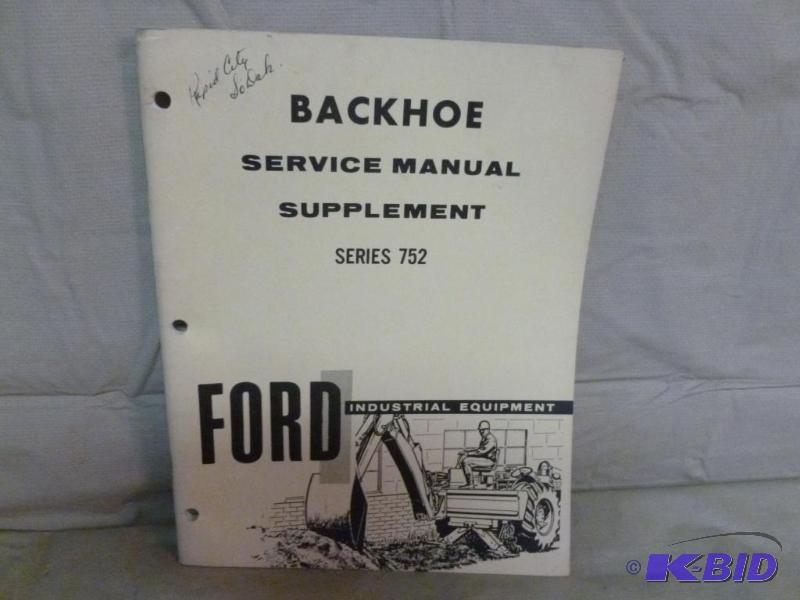 Rapid City
So Dak.
BACKHOE
SERVICE MANUAL
SUPPLEMENT
SERIES 752
FORD
INDUSTRIAL EQUIPMENT
© K-BID